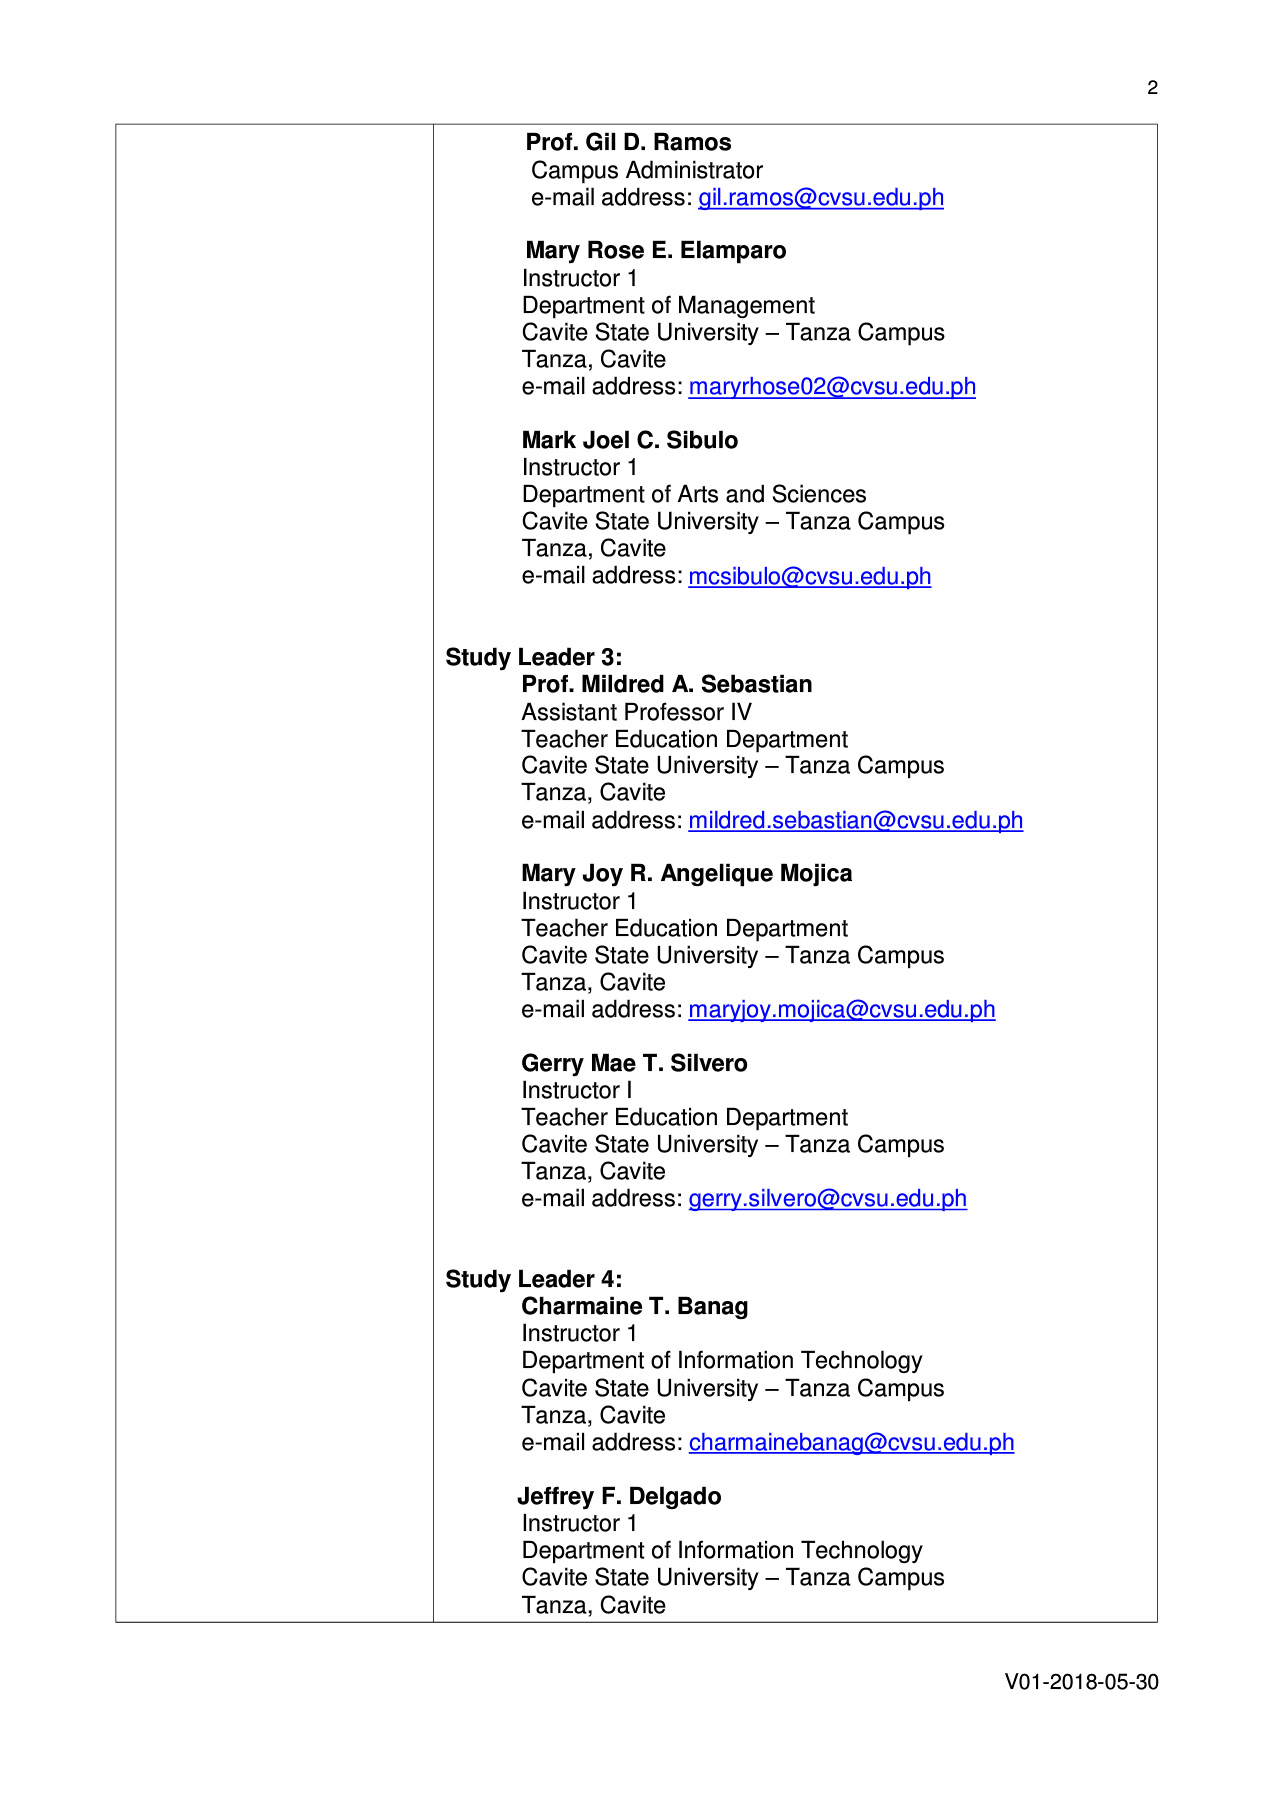 2
Prof. Gil D. Ramos
Campus Administrator
e-mail address: gil.ramos@cvsu.edu.ph
Mary Rose E. Elamparo
Instructor 1
Department of Management
Cavite State University – Tanza Campus
Tanza, Cavite
e-mail address: maryrhose02@cvsu.edu.ph
Mark Joel C. Sibulo
Instructor 1
Department of Arts and Sciences
Cavite State University – Tanza Campus
Tanza, Cavite
e-mail address: mcsibulo@cvsu.edu.ph
Study Leader 3:
Prof. Mildred A. Sebastian
Assistant Professor IV
Teacher Education Department
Cavite State University – Tanza Campus
Tanza, Cavite
e-mail address: mildred.sebastian@cvsu.edu.ph
Mary Joy R. Angelique Mojica
Instructor 1
Teacher Education Department
Cavite State University – Tanza Campus
Tanza, Cavite
e-mail address: maryjoy.mojica@cvsu.edu.ph
Gerry Mae T. Silvero
Instructor I
Teacher Education Department
Cavite State University – Tanza Campus
Tanza, Cavite
e-mail address: gerry.silvero@cvsu.edu.ph
Study Leader 4:
Charmaine T. Banag
Instructor 1
Department of Information Technology
Cavite State University – Tanza Campus
Tanza, Cavite
e-mail address: charmainebanag@cvsu.edu.ph
Jeffrey F. Delgado
Instructor 1
Department of Information Technology
Cavite State University – Tanza Campus
Tanza, Cavite
V01-2018-05-30